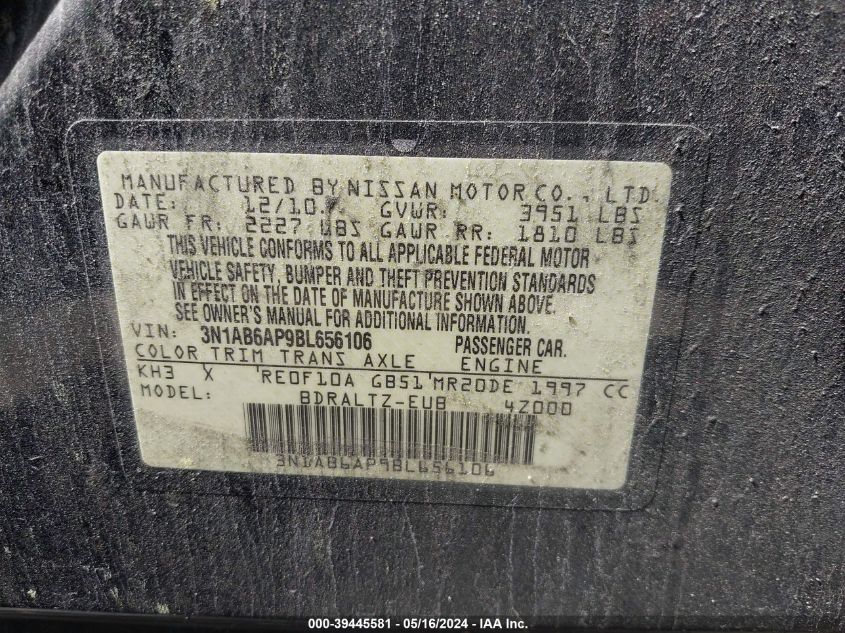 MANUFACTURED BY NISSAN MOTOR CO., LTD.
DATE: 12/10 GVWR: 3951 LBS
GAWR FR: 2227 LBS GAWR RR: 1810 LBS
THIS VEHICLE CONFORMS TO ALL APPLICABLE FEDERAL MOTOR
VEHICLE SAFETY, BUMPER AND THEFT PREVENTION STANDARDS
IN EFFECT ON THE DATE OF MANUFACTURE SHOWN ABOVE.
SEE OWNER'S MANUAL FOR ADDITIONAL INFORMATION.
VIN: 3N1AB6AP9BL656106 PASSENGER CAR.
COLOR TRIM TRANS AXLE ENGINE
KH3 X RE0F10A GB51 MR20DE 1997 CC
MODEL: BDRALTZ-EUB 4Z000
3N1AB6AP9BL656106
000-39445581 - 05/16/2024 - IAA Inc.